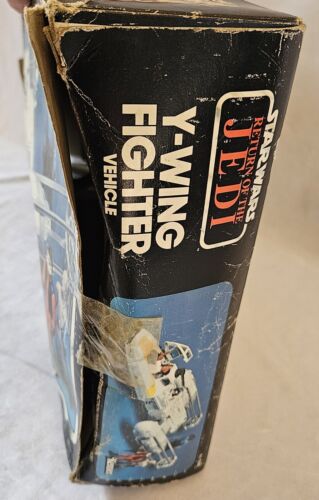 STAR WARS
RETURN OF THE
JEDI
Y-WING
FIGHTER
VEHICLE